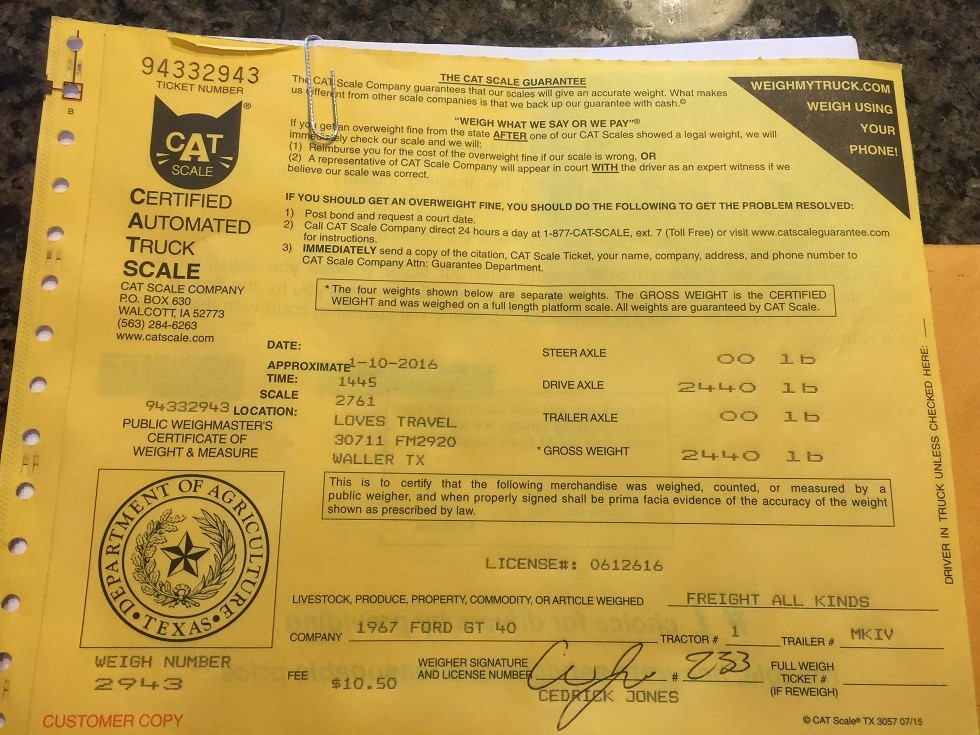 94332943
TICKET NUMBER
CAT
SCALE
CERTIFIED
AUTOMATED
TRUCK
SCALE
CAT SCALE COMPANY
P.O. BOX 630
WALCOTT, IA 52773
(563) 284-6263
www.catscale.com
THE CAT SCALE GUARANTEE
The CAT Scale Company guarantees that our scales will give an accurate weight. What makes
us different from other scale companies is that we back up our guarantee with cash.©
"WEIGH WHAT WE SAY OR WE PAY"®
If you get an overweight fine from the state AFTER one of our CAT Scales showed a legal weight, we will
immediately check our scale and we will:
(1) Reimburse you for the cost of the overweight fine if our scale is wrong, OR
(2) A representative of CAT Scale Company will appear in court WITH the driver as an expert witness if we
believe our scale was correct.
WEIGHMYTRUCK.COM
WEIGH USING
YOUR
PHONE!
IF YOU SHOULD GET AN OVERWEIGHT FINE, YOU SHOULD DO THE FOLLOWING TO GET THE PROBLEM RESOLVED:
1) Post bond and request a court date.
2) Call CAT Scale Company direct 24 hours a day at 1-877-CAT-SCALE, ext. 7 (Toll Free) or visit www.catscaleguarantee.com
for instructions.
3) IMMEDIATELY send a copy of the citation, CAT Scale Ticket, your name, company, address, and phone number to
CAT Scale Company Attn: Guarantee Department.
* The four weights shown below are separate weights. The GROSS WEIGHT is the CERTIFIED
WEIGHT and was weighed on a full length platform scale. All weights are guaranteed by CAT Scale.
DATE: 1-10-2016
APPROXIMATE
TIME: 1445
SCALE 2761
LOCATION: LOVES TRAVEL
30711 FM2920
WALLER TX
STEER AXLE 00 lb
DRIVE AXLE 2440 lb
TRAILER AXLE 00 lb
* GROSS WEIGHT 2440 lb
94332943
PUBLIC WEIGHMASTER'S
CERTIFICATE OF
WEIGHT & MEASURE
This is to certify that the following merchandise was weighed, counted, or measured by a
public weigher, and when properly signed shall be prima facia evidence of the accuracy of the weight
shown as prescribed by law.
DEPARTMENT OF AGRICULTURE
TEXAS
LICENSE#: 0612616
LIVESTOCK, PRODUCE, PROPERTY, COMMODITY, OR ARTICLE WEIGHED FREIGHT ALL KINDS
COMPANY 1967 FORD GT 40 TRACTOR # 1 TRAILER # MKIV
WEIGH NUMBER
2943
FEE $10.50
WEIGHER SIGNATURE
AND LICENSE NUMBER # 233
CEDRICK JONES
FULL WEIGH
TICKET #
(IF REWEIGH)
CUSTOMER COPY
© CAT Scale® TX 3057 07/15
DRIVER IN TRUCK UNLESS CHECKED HERE:
B